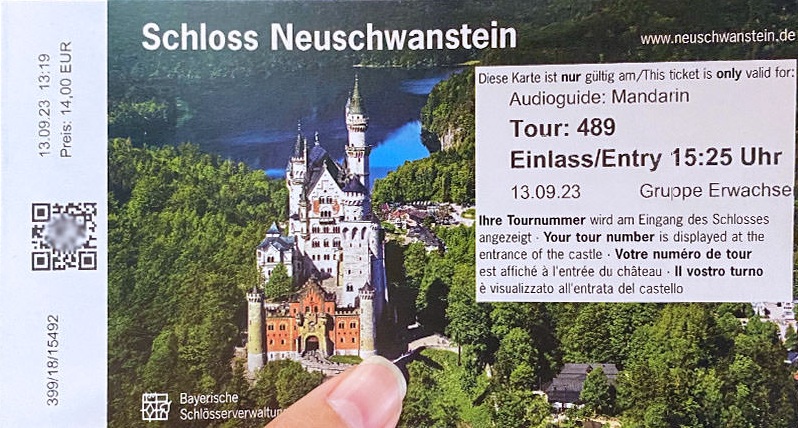 Schloss Neuschwanstein
www.neuschwanstein.de
13.09.23 13:19
Preis: 14,00 EUR
399/18/15492
Diese Karte ist nur gültig am/This ticket is only valid for:
Audioguide: Mandarin
Tour: 489
Einlass/Entry 15:25 Uhr
13.09.23 Gruppe Erwachse
Ihre Tournummer wird am Eingang des Schlosses
angezeigt · Your tour number is displayed at the
entrance of the castle · Votre numéro de tour
est affiché à l'entrée du château · Il vostro turno
è visualizzato all'entrata del castello
Bayerische
Schlösserverwaltun